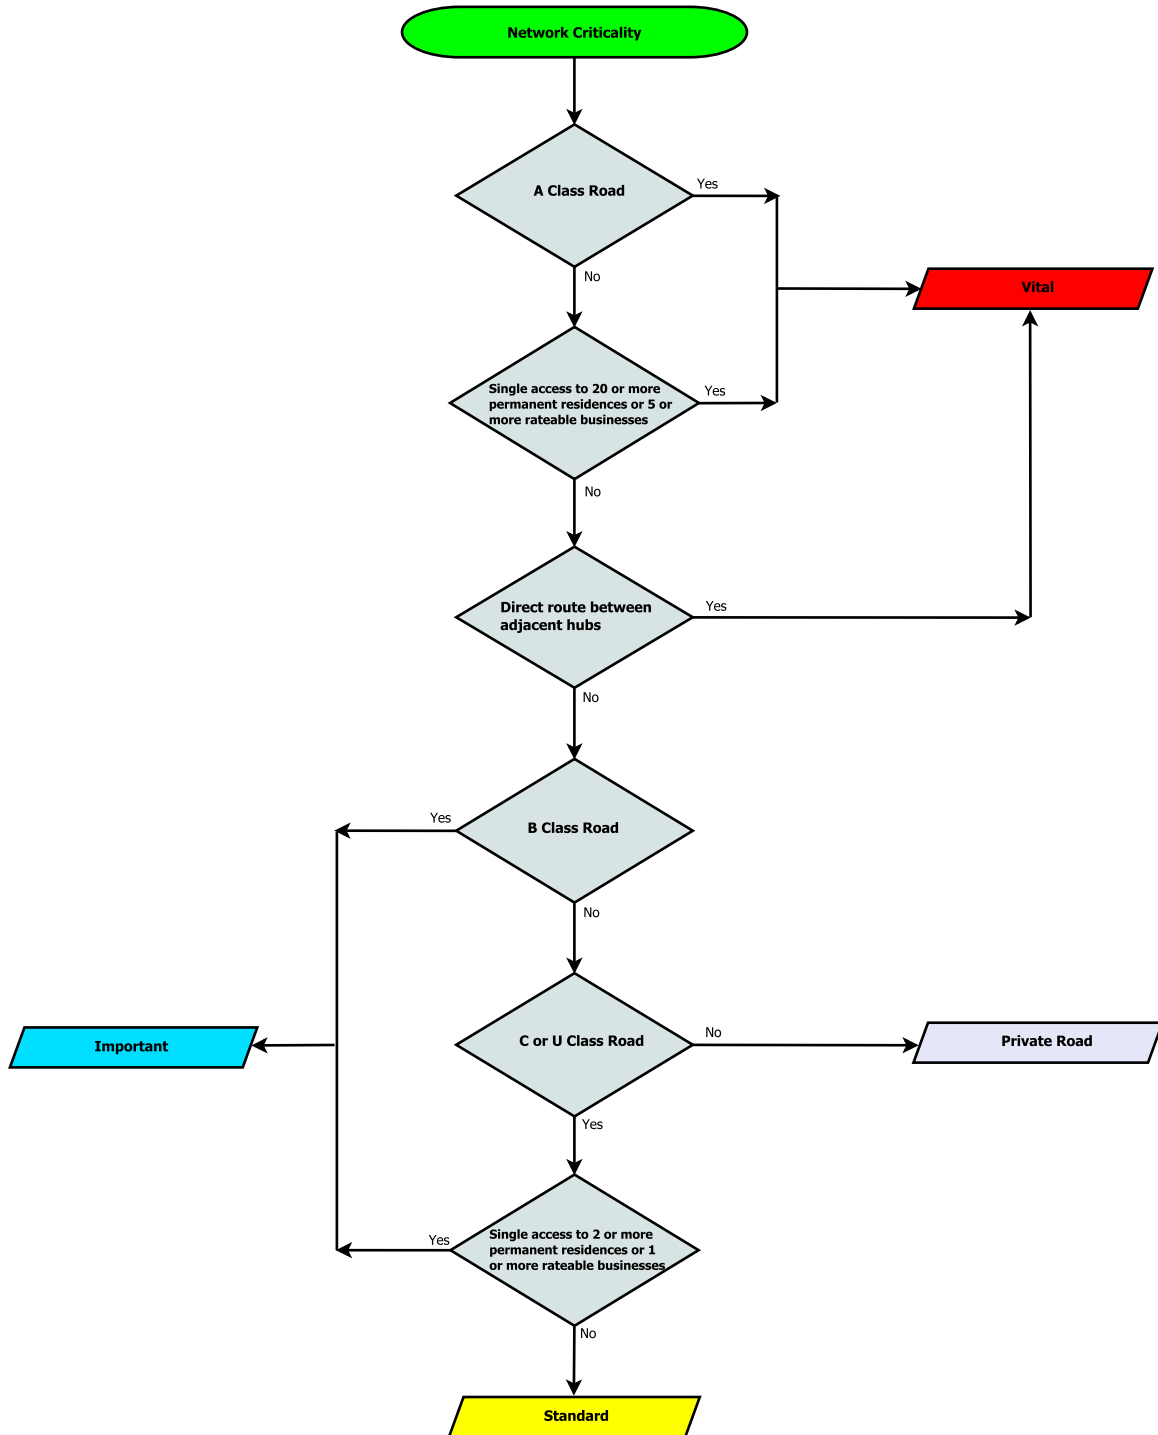 Network Criticality
A Class Road
Yes
No
Vital
Single access to 20 or more
permanent residences or 5 or
more rateable businesses
Yes
No
Direct route between
adjacent hubs
Yes
No
B Class Road
Yes
No
C or U Class Road
No
Private Road
Important
Yes
Single access to 2 or more
permanent residences or 1
or more rateable businesses
Yes
No
Standard